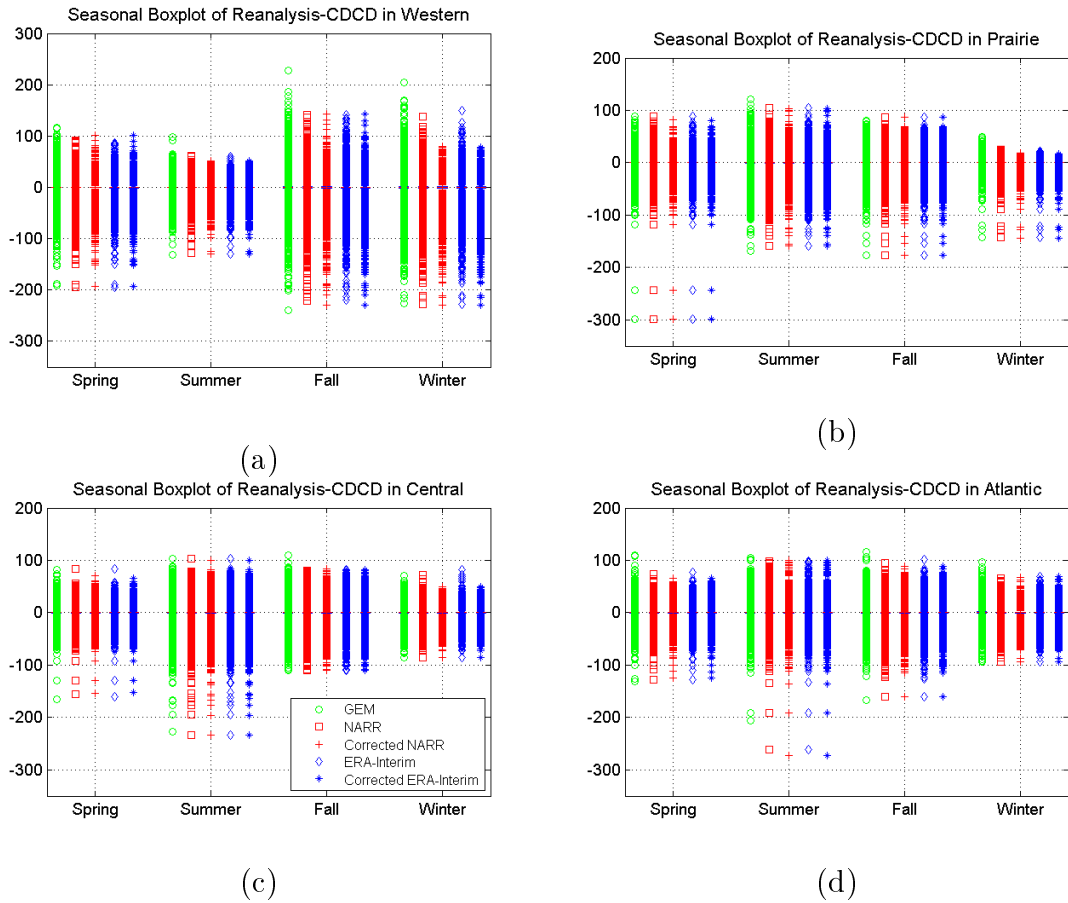 Seasonal Boxplot of Reanalysis-CDCD in Western
300
200
100
0
-100
-200
-300
Spring Summer Fall Winter
(a)
Seasonal Boxplot of Reanalysis-CDCD in Prairie
200
100
0
-100
-200
-300
Spring Summer Fall Winter
(b)
Seasonal Boxplot of Reanalysis-CDCD in Central
200
100
0
-100
-200
-300
GEM
NARR
Corrected NARR
ERA-Interim
Corrected ERA-Interim
Spring Summer Fall Winter
(c)
Seasonal Boxplot of Reanalysis-CDCD in Atlantic
200
100
0
-100
-200
-300
Spring Summer Fall Winter
(d)